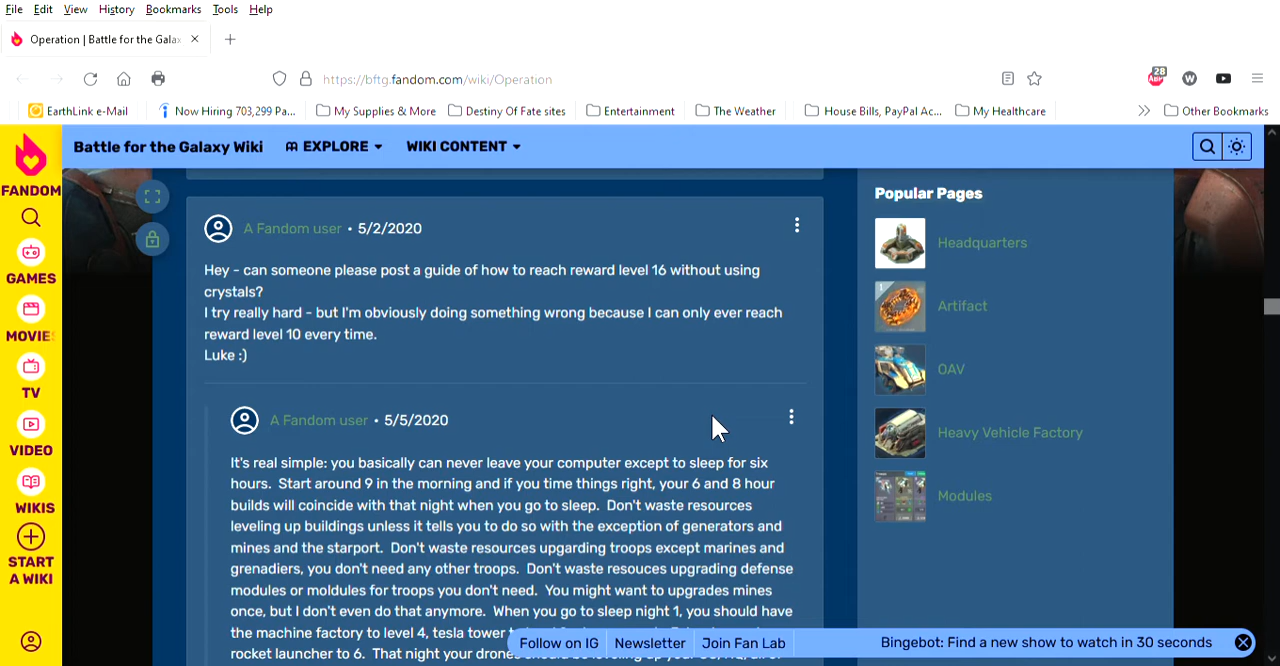 File Edit View History Bookmarks Tools Help
Operation | Battle for the Gala
https://bftg.fandom.com/wiki/Operation
28
EarthLink e-Mail Now Hiring 703,299 Pa... My Supplies & More Destiny Of Fate sites Entertainment The Weather House Bills, PayPal Ac... My Healthcare Other Bookmarks
FANDOM
GAMES
MOVIE
TV
VIDEO
WIKIS
START
A WIKI
Battle for the Galaxy Wiki EXPLORE WIKI CONTENT
A Fandom user • 5/2/2020
Hey - can someone please post a guide of how to reach reward level 16 without using
crystals?
I try really hard - but I'm obviously doing something wrong because I can only ever reach
reward level 10 every time.
Luke :)
A Fandom user • 5/5/2020
It's real simple: you basically can never leave your computer except to sleep for six
hours. Start around 9 in the morning and if you time things right, your 6 and 8 hour
builds will coincide with that night when you go to sleep. Don't waste resources
leveling up buildings unless it tells you to do so with the exception of generators and
mines and the starport. Don't waste resources upgarding troops except marines and
grenadiers, you don't need any other troops. Don't waste resouces upgrading defense
modules or moldules for troops you don't need. You might want to upgrades mines
once, but I don't even do that anymore. When you go to sleep night 1, you should have
the machine factory to level 4, tesla tower
rocket launcher to 6. That night your drones
Popular Pages
Headquarters
1
Artifact
OAV
Heavy Vehicle Factory
Modules
Follow on IG Newsletter Join Fan Lab Bingebot: Find a new show to watch in 30 seconds